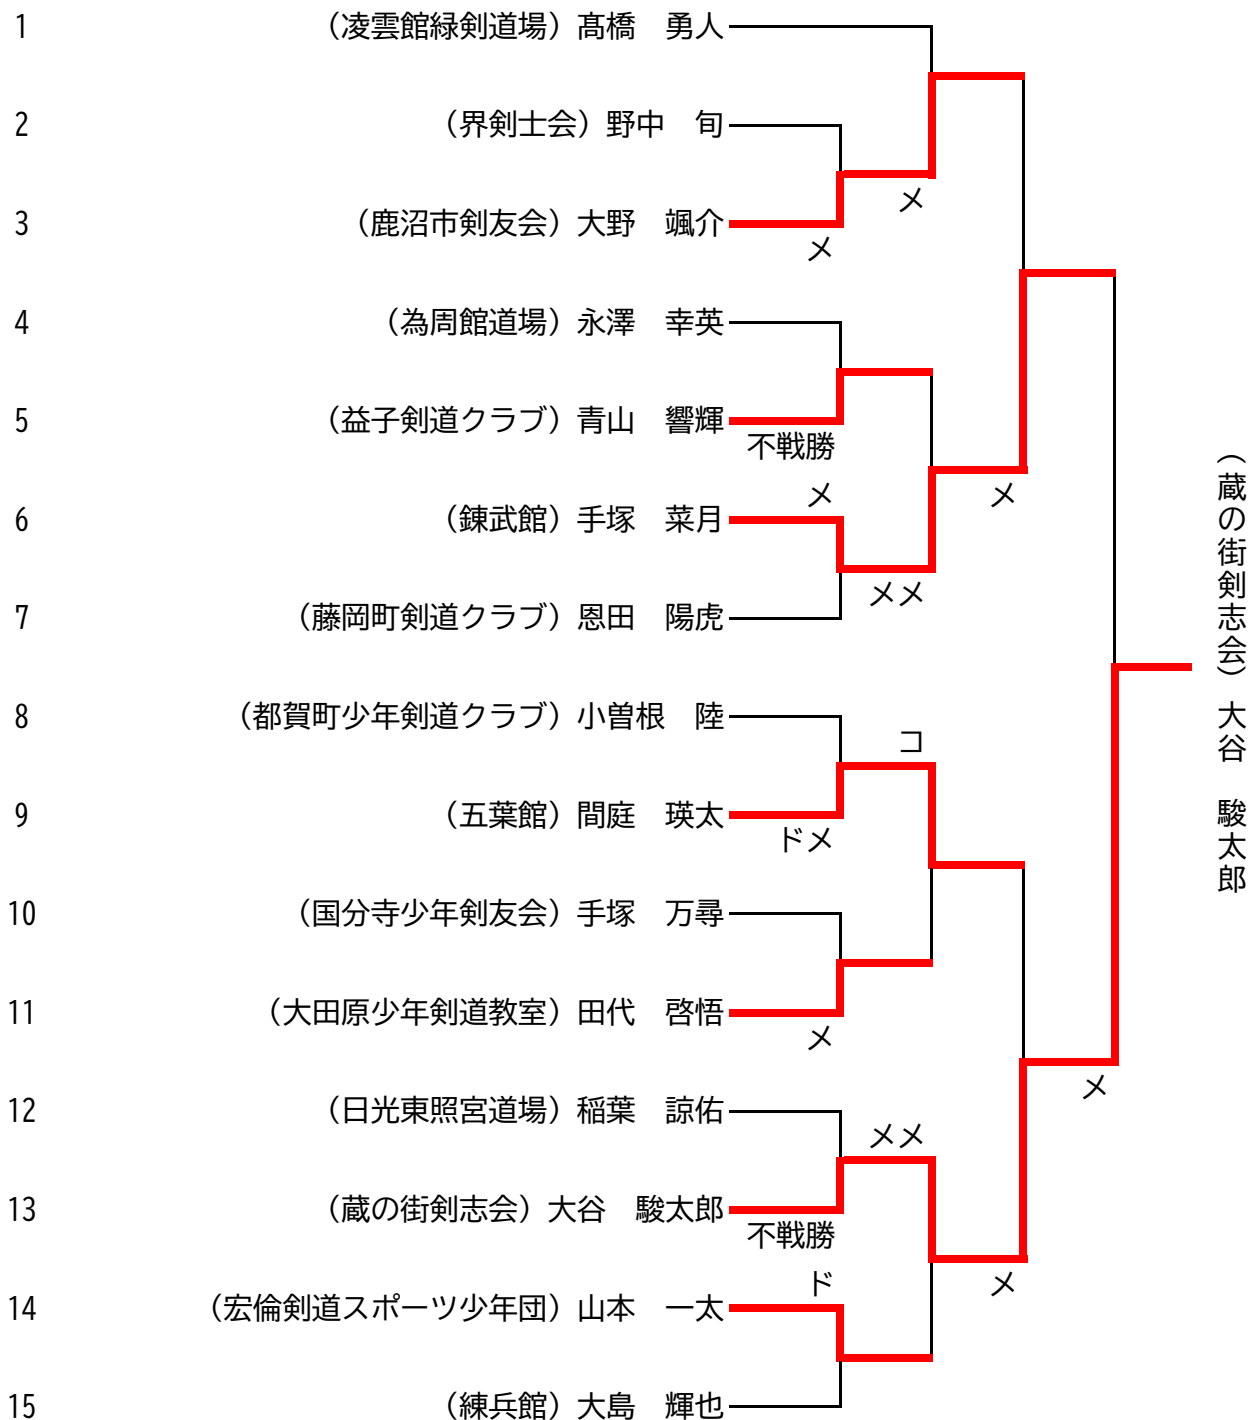 1 （凌雲館緑剣道場）髙橋　勇人
2 （界剣士会）野中　旬
メ
3 （鹿沼市剣友会）大野　颯介
メ
4 （為周館道場）永澤　幸英
5 （益子剣道クラブ）青山　響輝
不戦勝
メ
メ
6 （錬武館）手塚　菜月
メメ
7 （藤岡町剣道クラブ）恩田　陽虎
（蔵の街剣志会）大谷　駿太郎
8 （都賀町少年剣道クラブ）小曽根　陸
コ
9 （五葉館）間庭　瑛太
ドメ
10 （国分寺少年剣友会）手塚　万尋
11 （大田原少年剣道教室）田代　啓悟
メ
メ
12 （日光東照宮道場）稲葉　諒佑
メメ
13 （蔵の街剣志会）大谷　駿太郎
不戦勝
ド
メ
14 （宏倫剣道スポーツ少年団）山本　一太
15 （練兵館）大島　輝也